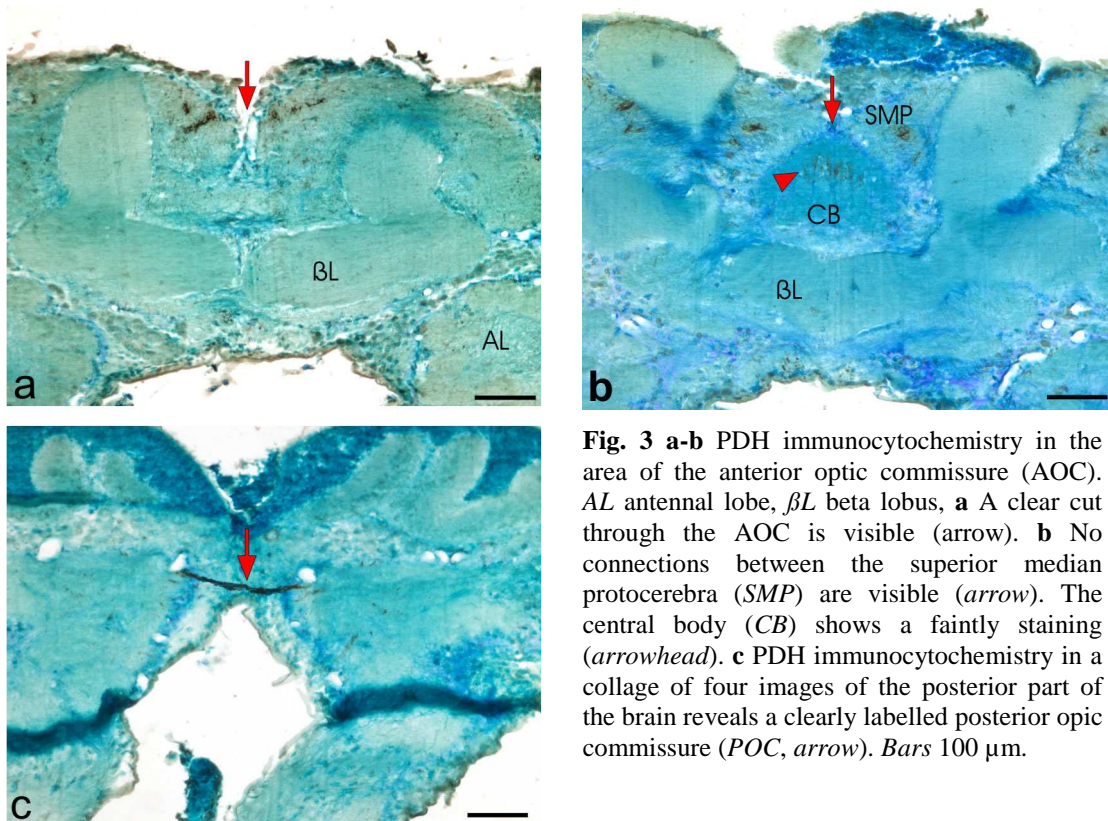 ßL
AL
a
SMP
CB
ßL
b
c
Fig. 3 a-b PDH immunocytochemistry in the
area of the anterior optic commissure (AOC).
AL antennal lobe, ßL beta lobus, a A clear cut
through the AOC is visible (arrow). b No
connections between the superior median
protocerebra (SMP) are visible (arrow). The
central body (CB) shows a faintly staining
(arrowhead). c PDH immunocytochemistry in a
collage of four images of the posterior part of
the brain reveals a clearly labelled posterior opic
commissure (POC, arrow). Bars 100 µm.